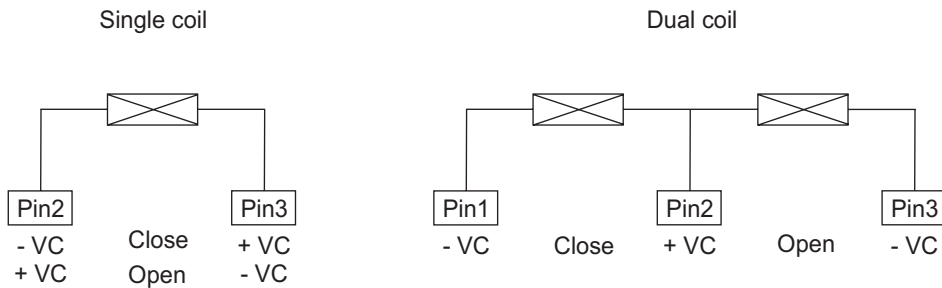 Single coil
Dual coil
Pin2
Pin3
Pin1
Pin2
Pin3
- VC Close + VC
+ VC Open - VC
- VC Close + VC Open - VC